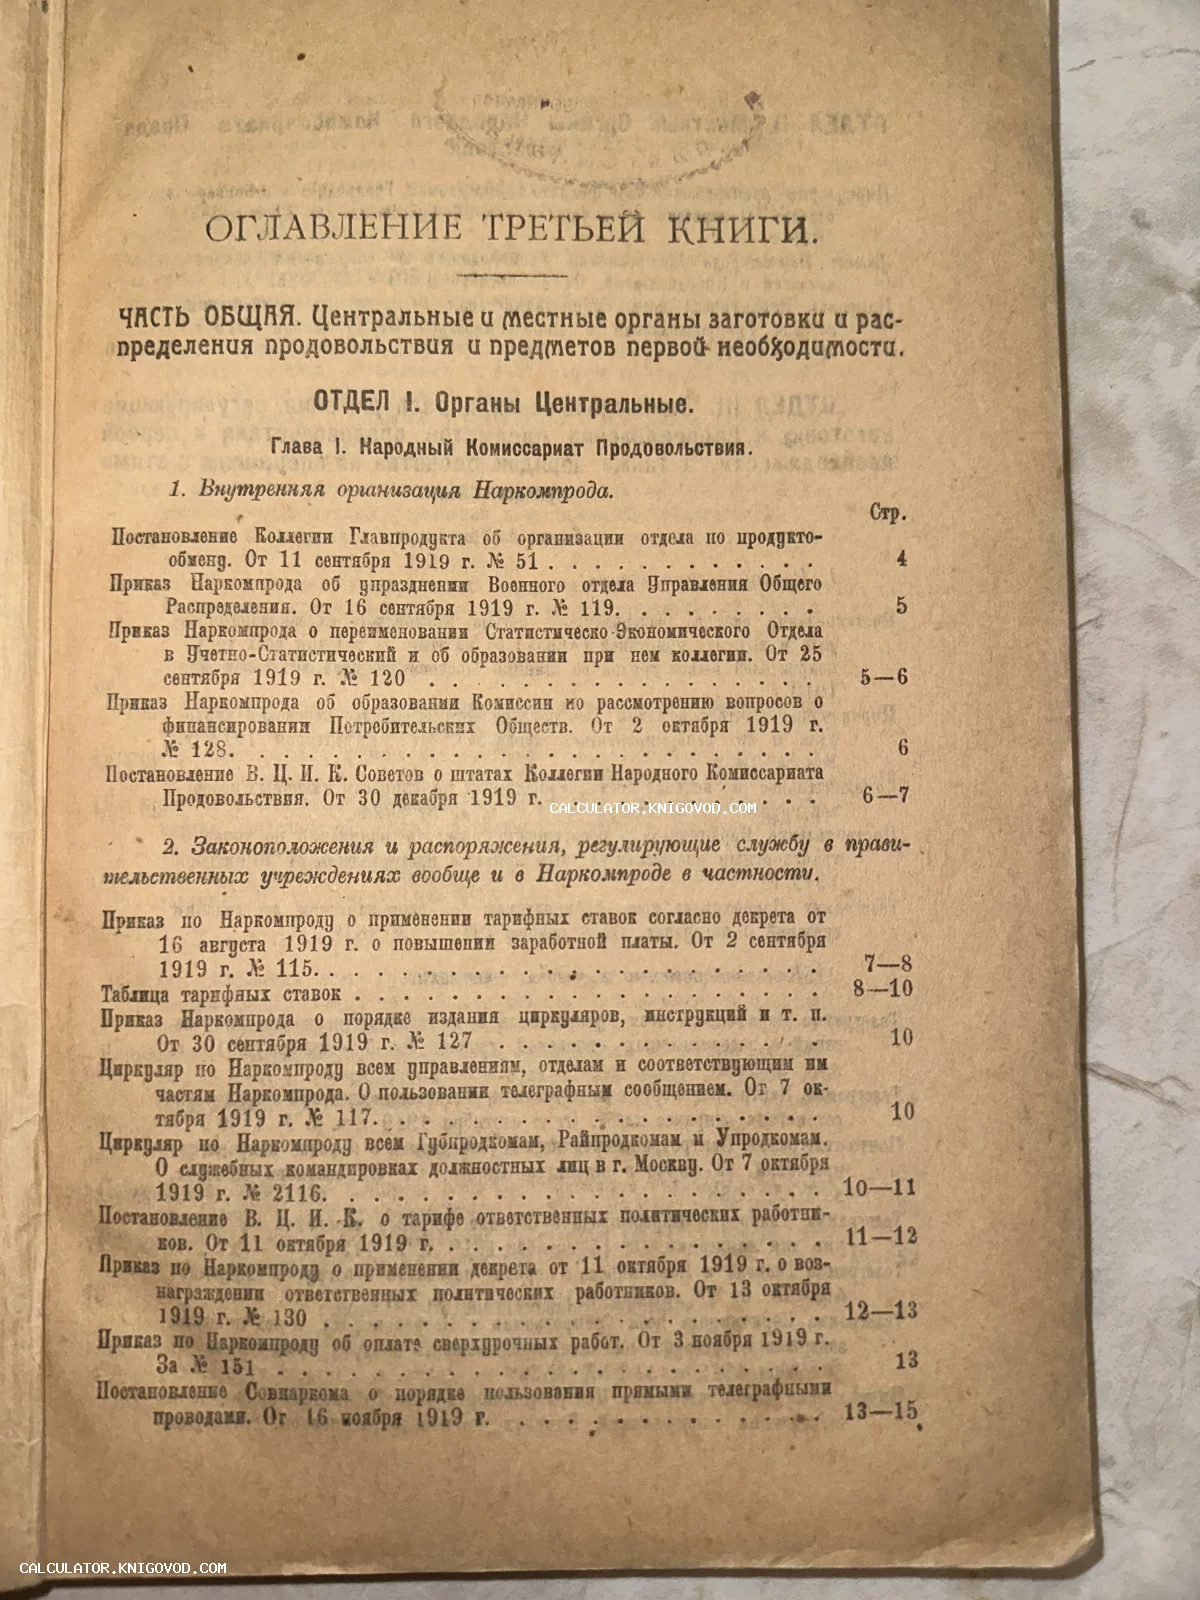 ОГЛАВЛЕНИЕ ТРЕТЬЕЙ КНИГИ.
ЧАСТЬ ОБЩАЯ. Центральные и местные органы заготовки и рас-
пределения продовольствия и предметов первой необходимости.
ОТДЕЛ I. Органы Центральные.
Глава I. Народный Комиссариат Продовольствия.
1. Внутренняя организация Наркомпрода.
Стр.
Постановление Коллегии Главпродукта об организации отдела по продукто-
обмену. От 11 сентября 1919 г. № 51 . . . . . . . . . . . . 4
Приказ Наркомпрода об упразднении Военного отдела Управления Общего
Распределения. От 16 сентября 1919 г. № 119. . . . . . . . . 5
Приказ Наркомпрода о переименовании Статистическо-Экономического Отдела
в Учетно-Статистический и об образовании при нем коллегии. От 25
сентября 1919 г. № 120 . . . . . . . . . . . . . . . . 5—6
Приказ Наркомпрода об образовании Комиссии по рассмотрению вопросов о
финансировании Потребительских Обществ. От 2 октября 1919 г.
№ 128. . . . . . . . . . . . . . . . . . . . . . . . 6
Постановление В. Ц. И. К. Советов о штатах Коллегии Народного Комиссариата
Продовольствия. От 30 декабря 1919 г. . . . . . . . . . . . 6—7
CALCULATOR.KNIGOVOD.COM
2. Законоположения и распоряжения, регулирующие службу в прави-
тельственных учреждениях вообще и в Наркомпроде в частности.
Приказ по Наркомпроду о применении тарифных ставок согласно декрета от
16 августа 1919 г. о повышении заработной платы. От 2 сентября
1919 г. № 115. . . . . . . . . . . . . . . . . . . . . 7—8
Таблица тарифных ставок . . . . . . . . . . . . . . . . . . . 8—10
Приказ Наркомпрода о порядке издания циркуляров, инструкций и т. п.
От 30 сентября 1919 г. № 127 . . . . . . . . . . . . . 10
Циркуляр по Наркомпроду всем управлениям, отделам и соответствующим им
частям Наркомпрода. О пользовании телеграфным сообщением. От 7 ок-
тября 1919 г. № 117. . . . . . . . . . . . . . . . . . . 10
Циркуляр по Наркомпроду всем Губпродкомам, Райпродкомам и Упродкомам.
О служебных командировках должностных лиц в г. Москву. От 7 октября
1919 г. № 2116. . . . . . . . . . . . . . . . . . . . . 10—11
Постановление В. Ц. И. К. о тарифе ответственных политических работни-
ков. От 11 октября 1919 г. . . . . . . . . . . . . . . . . 11—12
Приказ по Наркомпроду о применении декрета от 11 октября 1919 г. о воз-
награждении ответственных политических работников. От 13 октября
1919 г. № 130 . . . . . . . . . . . . . . . . . . . . . 12—13
Приказ по Наркомпроду об оплате сверхурочных работ. От 3 ноября 1919 г.
За № 151 . . . . . . . . . . . . . . . . . . . . . . . 13
Постановление Совнаркома о порядке пользования прямыми телеграфными
проводами. От 16 ноября 1919 г. . . . . . . . . . . . . . 13—15
CALCULATOR.KNIGOVOD.COM